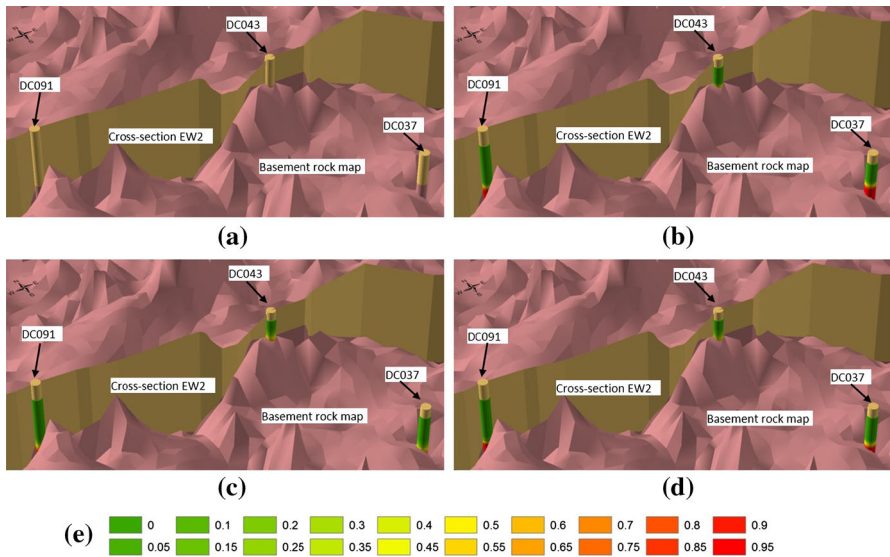 DC043
DC091
DC037
Cross-section EW2
Basement rock map
(a)
DC043
DC091
DC037
Cross-section EW2
Basement rock map
(b)
DC043
DC091
DC037
Cross-section EW2
Basement rock map
(c)
DC043
DC091
DC037
Cross-section EW2
Basement rock map
(d)
(e)
0 0.1 0.2 0.3 0.4 0.5 0.6 0.7 0.8 0.9
0.05 0.15 0.25 0.35 0.45 0.55 0.65 0.75 0.85 0.95